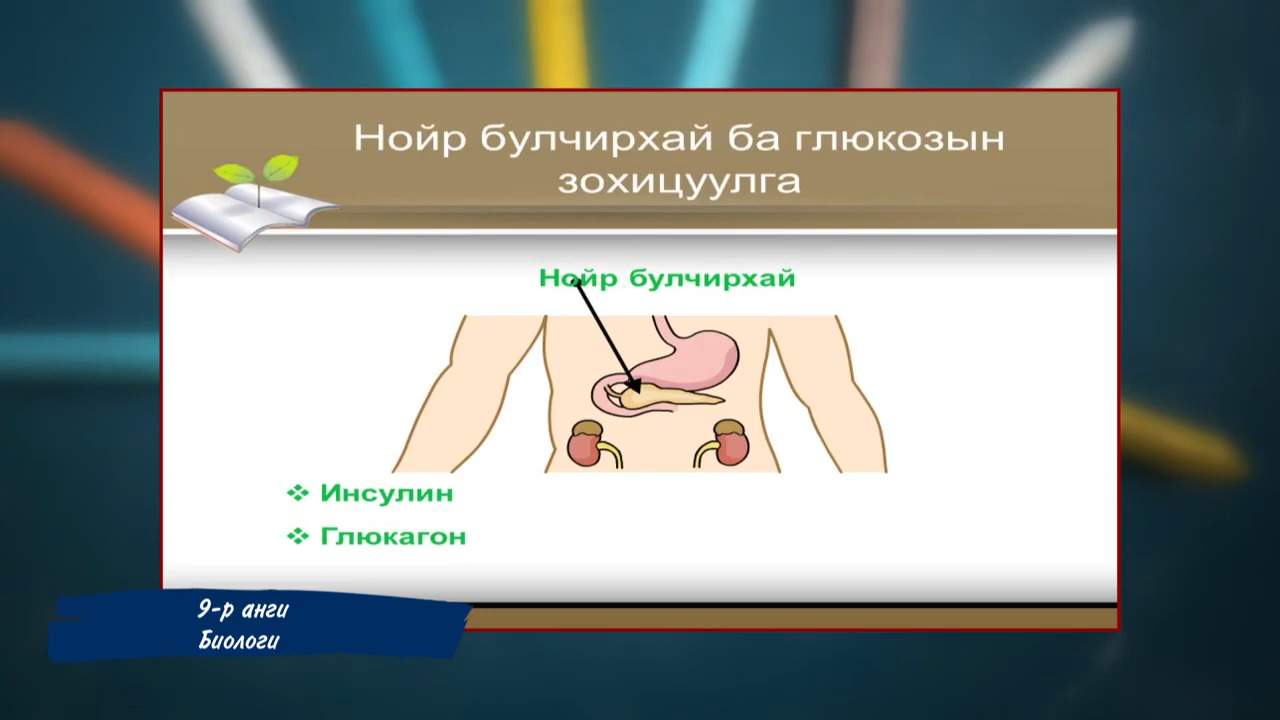 Нойр булчирхай ба глюкозын
зохицуулга
Нойр булчирхай
Инсулин
Глюкагон
9-р анги
Биологи